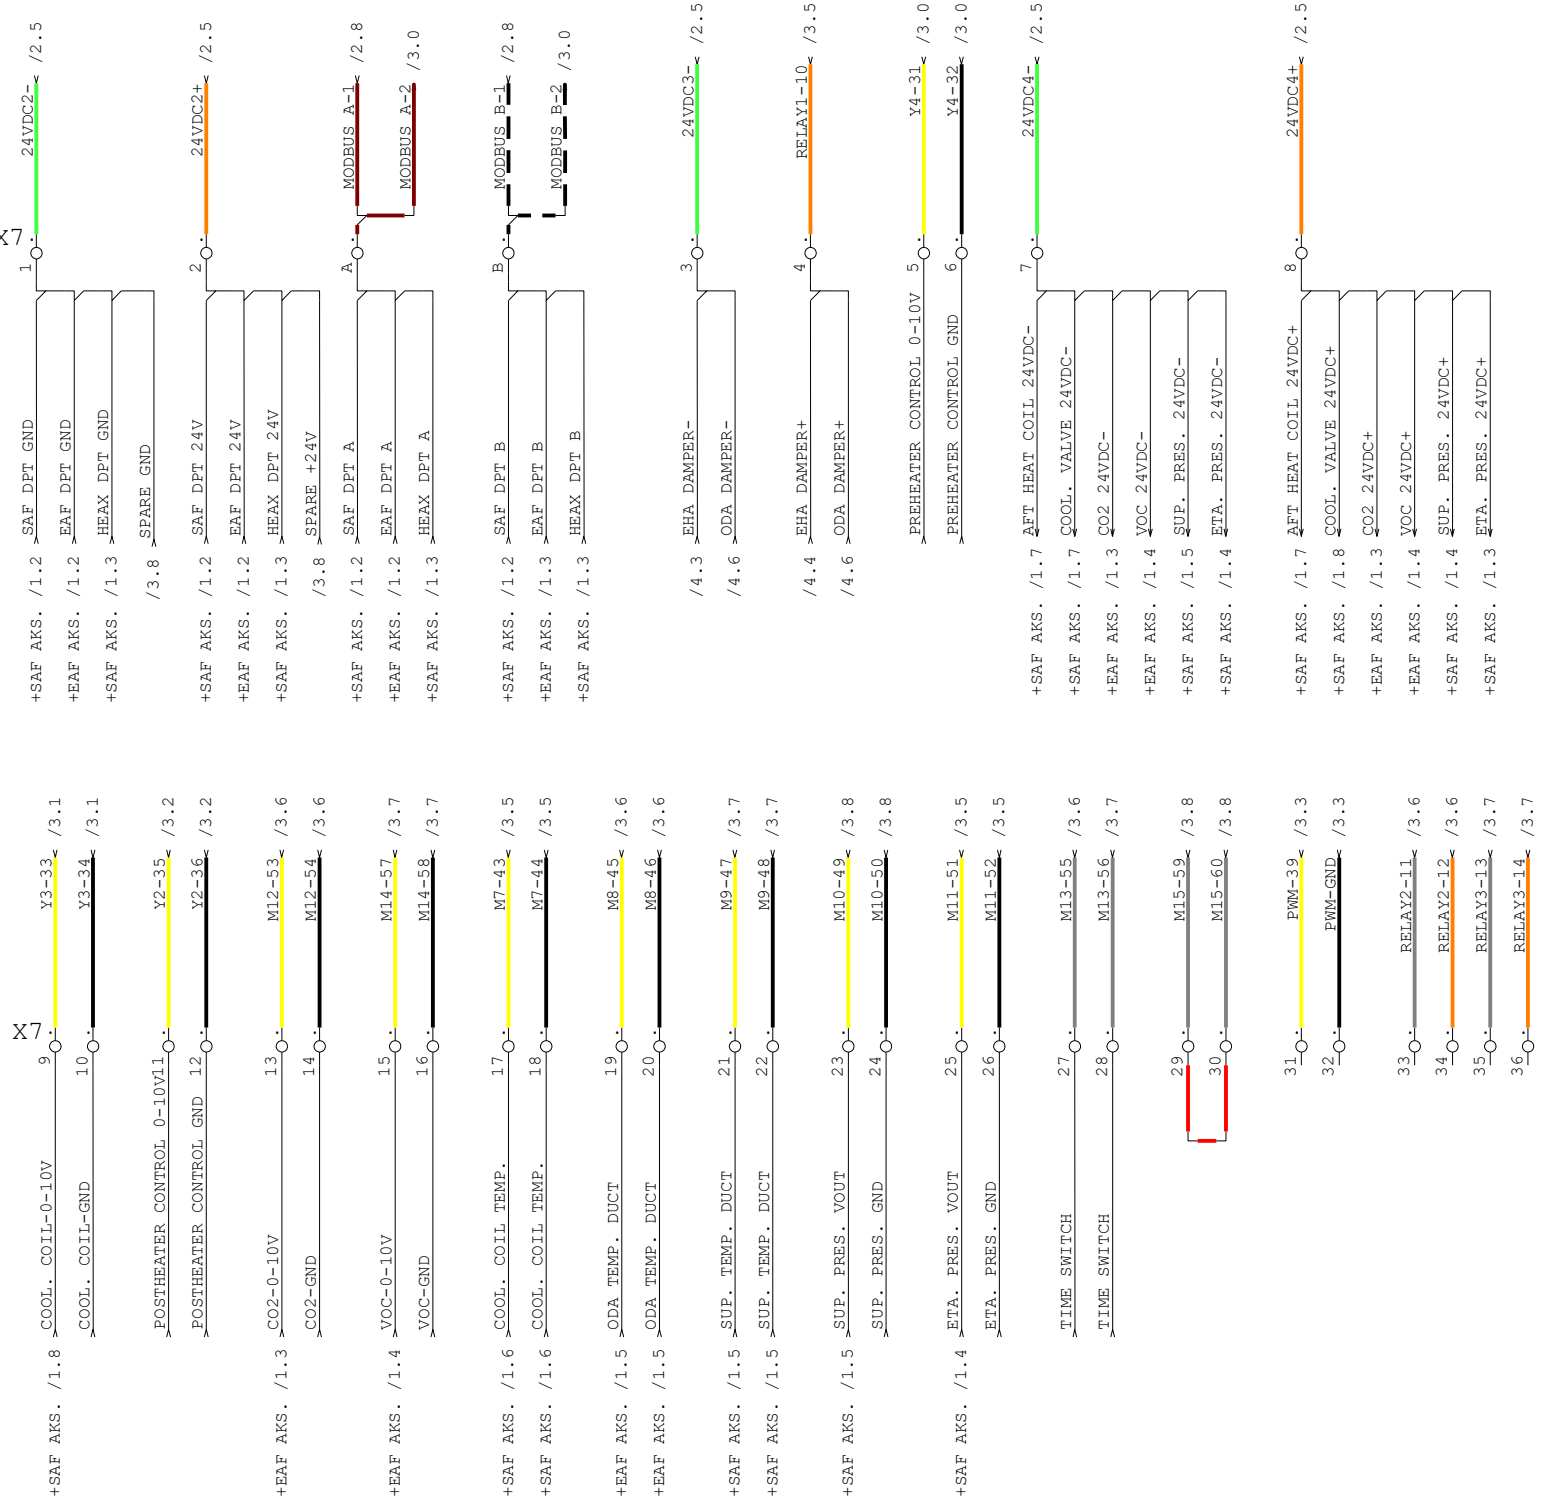 X7
/2.5
24VDC2-
1
SAF DPT GND
+SAF AKS. /1.2
EAF DPT GND
+EAF AKS. /1.2
HEAX DPT GND
+SAF AKS. /1.3
SPARE GND
/3.8
/2.5
24VDC2+
2
SAF DPT 24V
+SAF AKS. /1.2
EAF DPT 24V
+EAF AKS. /1.2
HEAX DPT 24V
+SAF AKS. /1.3
SPARE +24V
/3.8
/2.8
MODBUS A-1
/3.0
MODBUS A-2
A
SAF DPT A
+SAF AKS. /1.2
EAF DPT A
+EAF AKS. /1.2
HEAX DPT A
+SAF AKS. /1.3
/2.8
MODBUS B-1
/3.0
MODBUS B-2
B
SAF DPT B
+SAF AKS. /1.2
EAF DPT B
+EAF AKS. /1.3
HEAX DPT B
+SAF AKS. /1.3
/2.5
24VDC3-
3
EHA DAMPER-
/4.3
ODA DAMPER-
/4.6
/3.5
RELAY1-10
4
EHA DAMPER+
/4.4
ODA DAMPER+
/4.6
/3.0
Y4-31
5
PREHEATER CONTROL 0-10V
/3.0
Y4-32
6
PREHEATER CONTROL GND
/2.5
24VDC4-
7
AFT HEAT COIL 24VDC-
+SAF AKS. /1.7
COOL. VALVE 24VDC-
+SAF AKS. /1.7
CO2 24VDC-
+EAF AKS. /1.3
VOC 24VDC-
+EAF AKS. /1.4
SUP. PRES. 24VDC-
+SAF AKS. /1.5
ETA. PRES. 24VDC-
+SAF AKS. /1.4
/2.5
24VDC4+
8
AFT HEAT COIL 24VDC+
+SAF AKS. /1.7
COOL. VALVE 24VDC+
+SAF AKS. /1.8
CO2 24VDC+
+EAF AKS. /1.3
VOC 24VDC+
+EAF AKS. /1.4
SUP. PRES. 24VDC+
+SAF AKS. /1.4
ETA. PRES. 24VDC+
+SAF AKS. /1.3
X7
/3.1
Y3-33
9
COOL. COIL-0-10V
+SAF AKS. /1.8
/3.1
Y3-34
10
COOL. COIL-GND
/3.2
Y2-35
11
POSTHEATER CONTROL 0-10V
/3.2
Y2-36
12
POSTHEATER CONTROL GND
/3.6
M12-53
13
CO2-0-10V
+EAF AKS. /1.3
/3.6
M12-54
14
CO2-GND
/3.7
M14-57
15
VOC-0-10V
+EAF AKS. /1.4
/3.7
M14-58
16
VOC-GND
/3.5
M7-43
17
COOL. COIL TEMP.
+SAF AKS. /1.6
/3.5
M7-44
18
COOL. COIL TEMP.
+SAF AKS. /1.6
/3.6
M8-45
19
ODA TEMP. DUCT
+EAF AKS. /1.5
/3.6
M8-46
20
ODA TEMP. DUCT
+EAF AKS. /1.5
/3.7
M9-47
21
SUP. TEMP. DUCT
+SAF AKS. /1.5
/3.7
M9-48
22
SUP. TEMP. DUCT
+SAF AKS. /1.5
/3.8
M10-49
23
SUP. PRES. VOUT
+SAF AKS. /1.5
/3.8
M10-50
24
SUP. PRES. GND
/3.5
M11-51
25
ETA. PRES. VOUT
+SAF AKS. /1.4
/3.5
M11-52
26
ETA. PRES. GND
/3.6
M13-55
27
TIME SWITCH
/3.7
M13-56
28
TIME SWITCH
/3.8
M15-59
29
/3.8
M15-60
30
/3.3
PWM-39
31
/3.3
PWM-GND
32
/3.6
RELAY2-11
33
/3.6
RELAY2-12
34
/3.7
RELAY3-13
35
/3.7
RELAY3-14
36